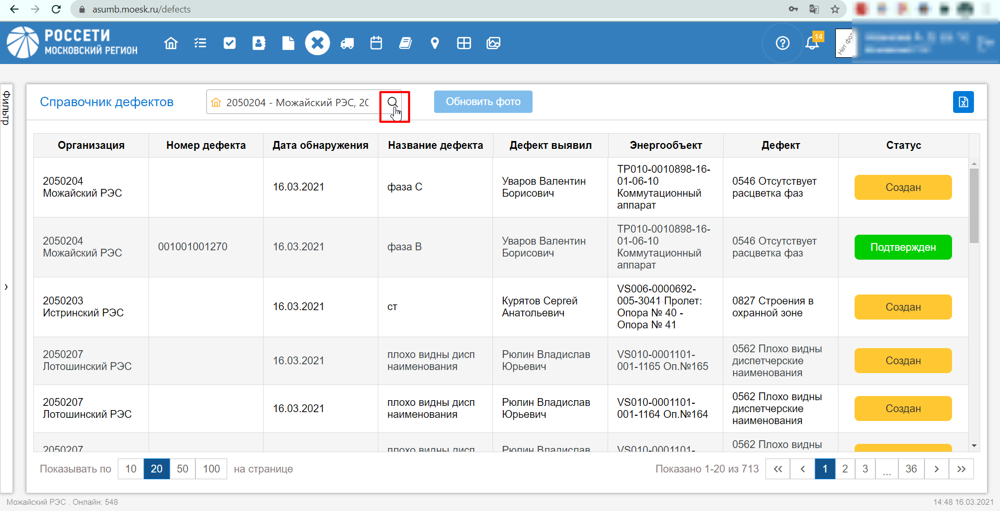 asumb.moesk.ru/defects
РОССЕТИ
МОСКОВСКИЙ РЕГИОН
14
Нет фот
Фильтр
Справочник дефектов
2050204 - Можайский РЭС, 20
Обновить фото
Организация
Номер дефекта
Дата обнаружения
Название дефекта
Дефект выявил
Энергообъект
Дефект
Статус
2050204
Можайский РЭС
16.03.2021
фаза С
Уваров Валентин
Борисович
TP010-0010898-16-
01-06-10
Коммутационный
аппарат
0546 Отсутствует
расцветка фаз
Создан
2050204
Можайский РЭС
001001001270
16.03.2021
фаза В
Уваров Валентин
Борисович
TP010-0010898-16-
01-06-10
Коммутационный
аппарат
0546 Отсутствует
расцветка фаз
Подтвержден
2050203
Истринский РЭС
16.03.2021
ст
Курятов Сергей
Анатольевич
VS006-0000692-
005-3041 Пролет:
Опора № 40 -
Опора № 41
0827 Строения в
охранной зоне
Создан
2050207
Лотошинский РЭС
16.03.2021
плохо видны дисп
наименования
Рюлин Владислав
Юрьевич
VS010-0001101-
001-1165 Оп.№165
0562 Плохо видны
диспетчерские
наименования
Создан
2050207
Лотошинский РЭС
16.03.2021
плохо видны дисп
наименования
Рюлин Владислав
Юрьевич
VS010-0001101-
001-1164 Оп.№164
0562 Плохо видны
диспетчерские
наименования
Создан
2050207
плохо видны дисп
Рюлин Владислав
VS010-0001101-
0562 Плохо видны
Показывать по
10
20
50
100
на странице
Показано 1-20 из 713
1
2
3
...
36
Можайский РЭС . Онлайн: 548
14:48 16.03.2021